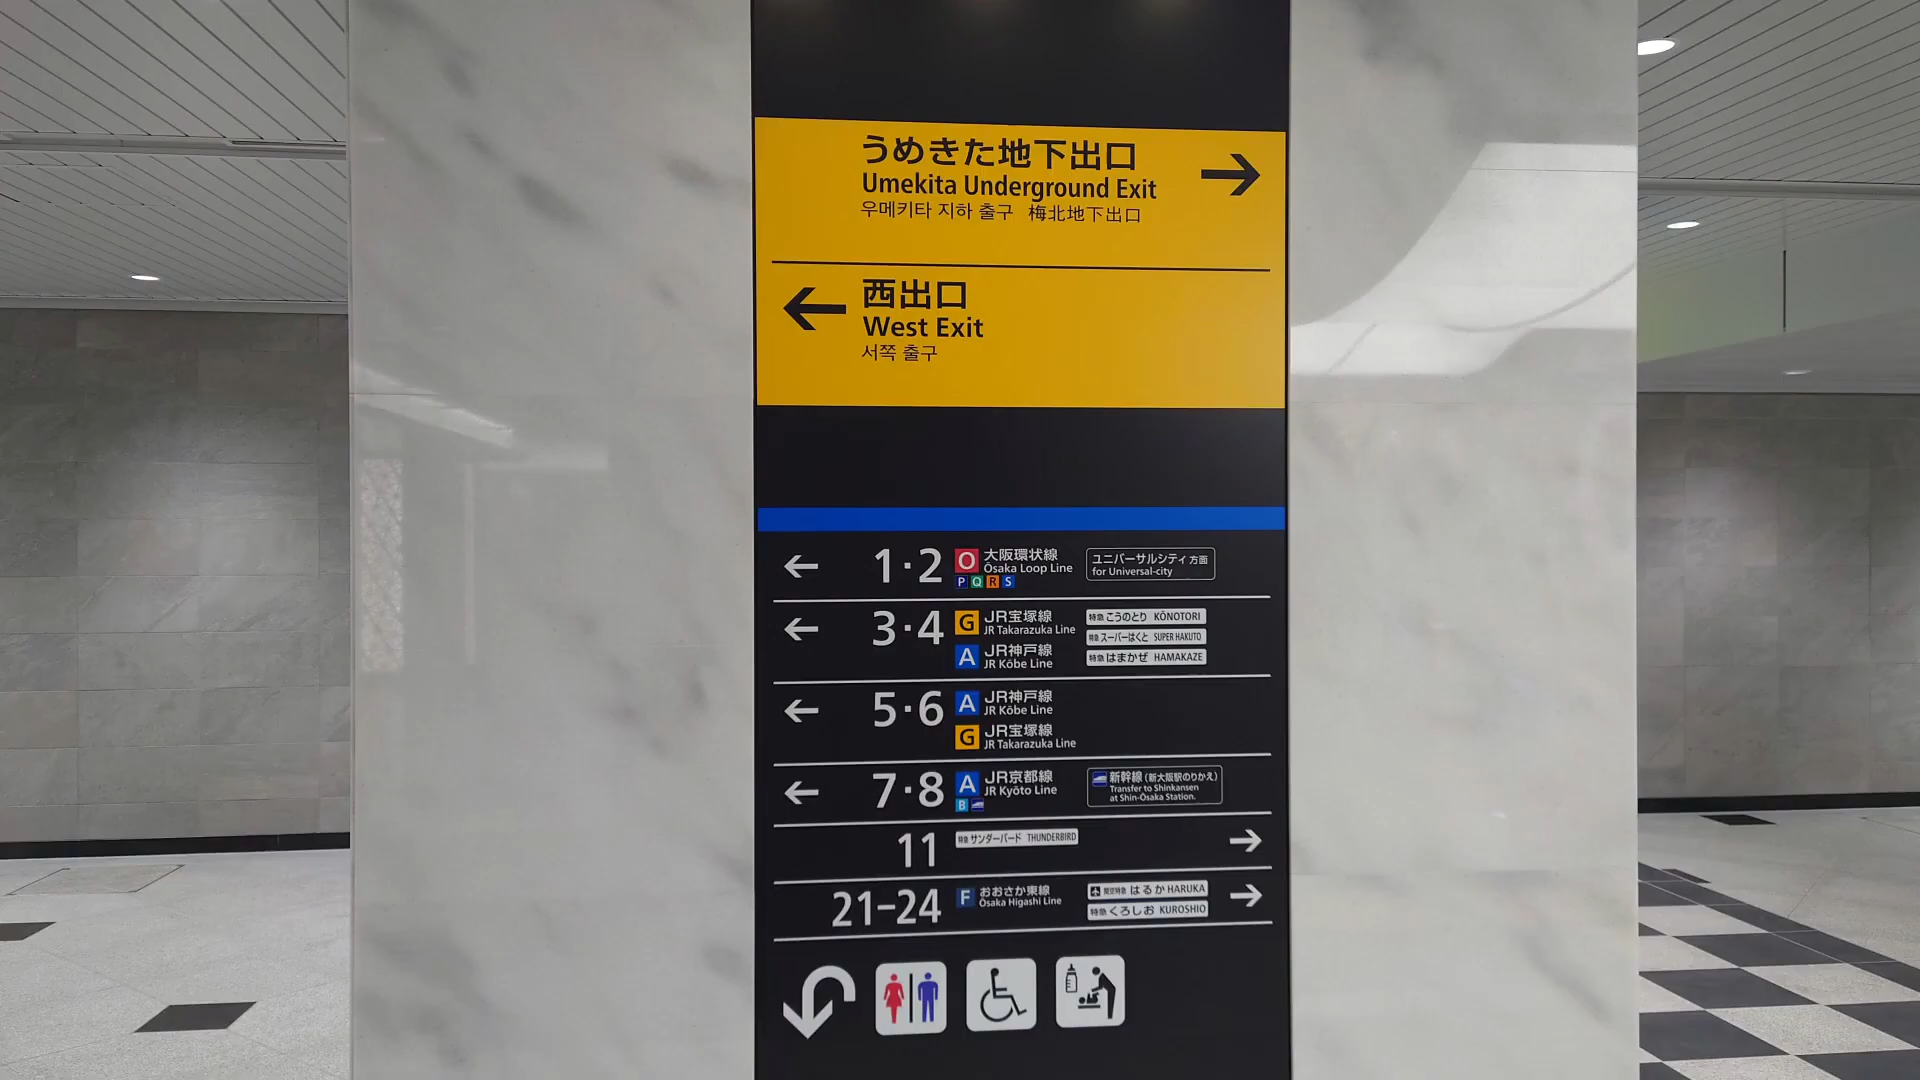 うめきた地下出口
Umekita Underground Exit
우메키타 지하 출구 梅北地下出口
西出口
West Exit
서쪽 출구
1・2 O 大阪環状線 ユニバーサルシティ 方面
Ōsaka Loop Line for Universal-city
P Q R S
3・4 G JR宝塚線 特急 こうのとり KŌNOTORI
JR Takarazuka Line
特急 スーパーはくと SUPER HAKUTO
A JR神戸線 特急 はまかぜ HAMAKAZE
JR Kōbe Line
5・6 A JR神戸線
JR Kōbe Line
G JR宝塚線
JR Takarazuka Line
7・8 A JR京都線 新幹線（新大阪駅のりかえ）
JR Kyōto Line Transfer to Shinkansen
B at Shin-Ōsaka Station.
11 特急 サンダーバード THUNDERBIRD
21-24 F おおさか東線 関空特急 はるか HARUKA
Ōsaka Higashi Line 特急 くろしお KUROSHIO